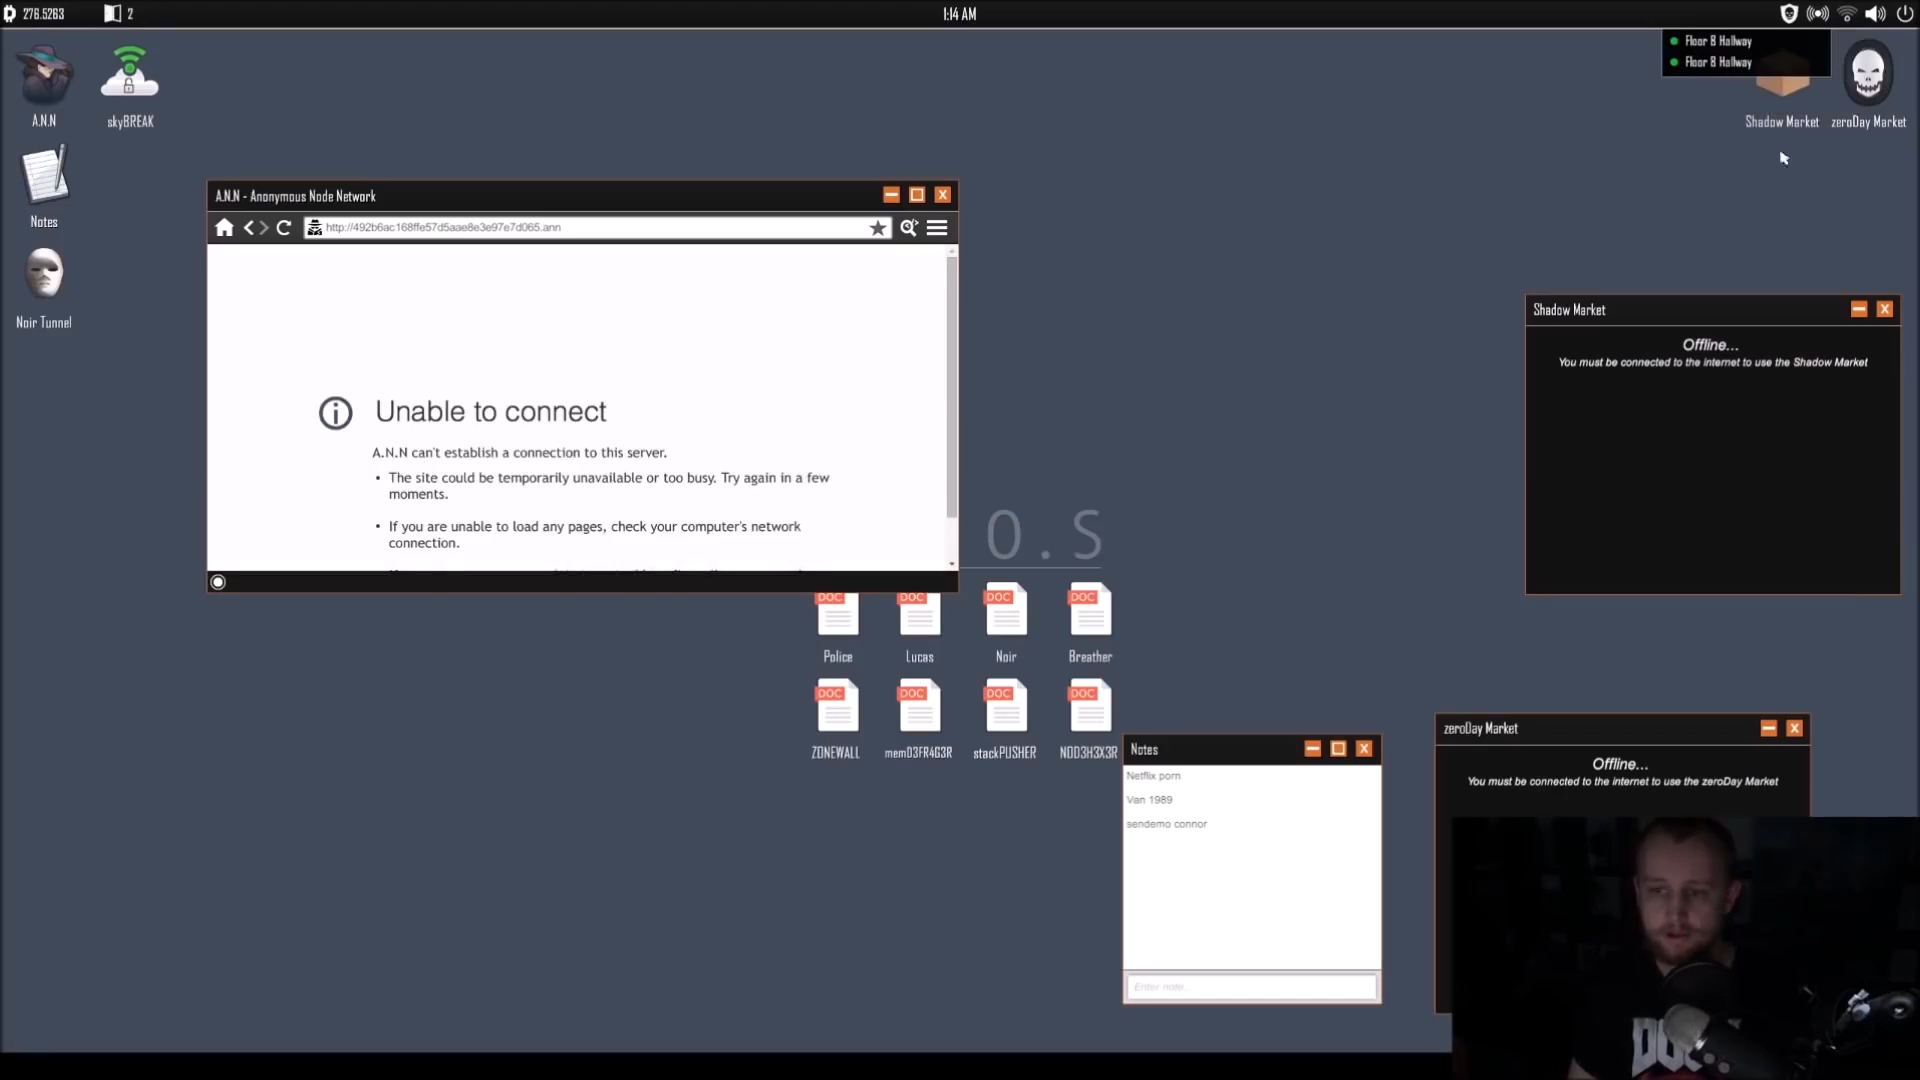 276.5263
2
1:14 AM
Floor 8 Hallway
Floor 8 Hallway
A.N.N
skyBREAK
Shadow Market
zeroDay Market
Notes
Noir Tunnel
A.N.N - Anonymous Node Network
http://492b6ac168ffe57d5aae8e3e97e7d065.ann
Unable to connect
A.N.N can't establish a connection to this server.
• The site could be temporarily unavailable or too busy. Try again in a few
moments.
• If you are unable to load any pages, check your computer's network
connection.
O.S
Shadow Market
Offline...
You must be connected to the internet to use the Shadow Market
DOC
DOC
DOC
DOC
Police
Lucas
Noir
Breather
DOC
DOC
DOC
DOC
ZONEWALL
memD3FR4G3R
stackPUSHER
N0D3H3X3R
Notes
Netflix porn
Van 1989
sendemo connor
Enter note...
zeroDay Market
Offline...
You must be connected to the internet to use the zeroDay Market